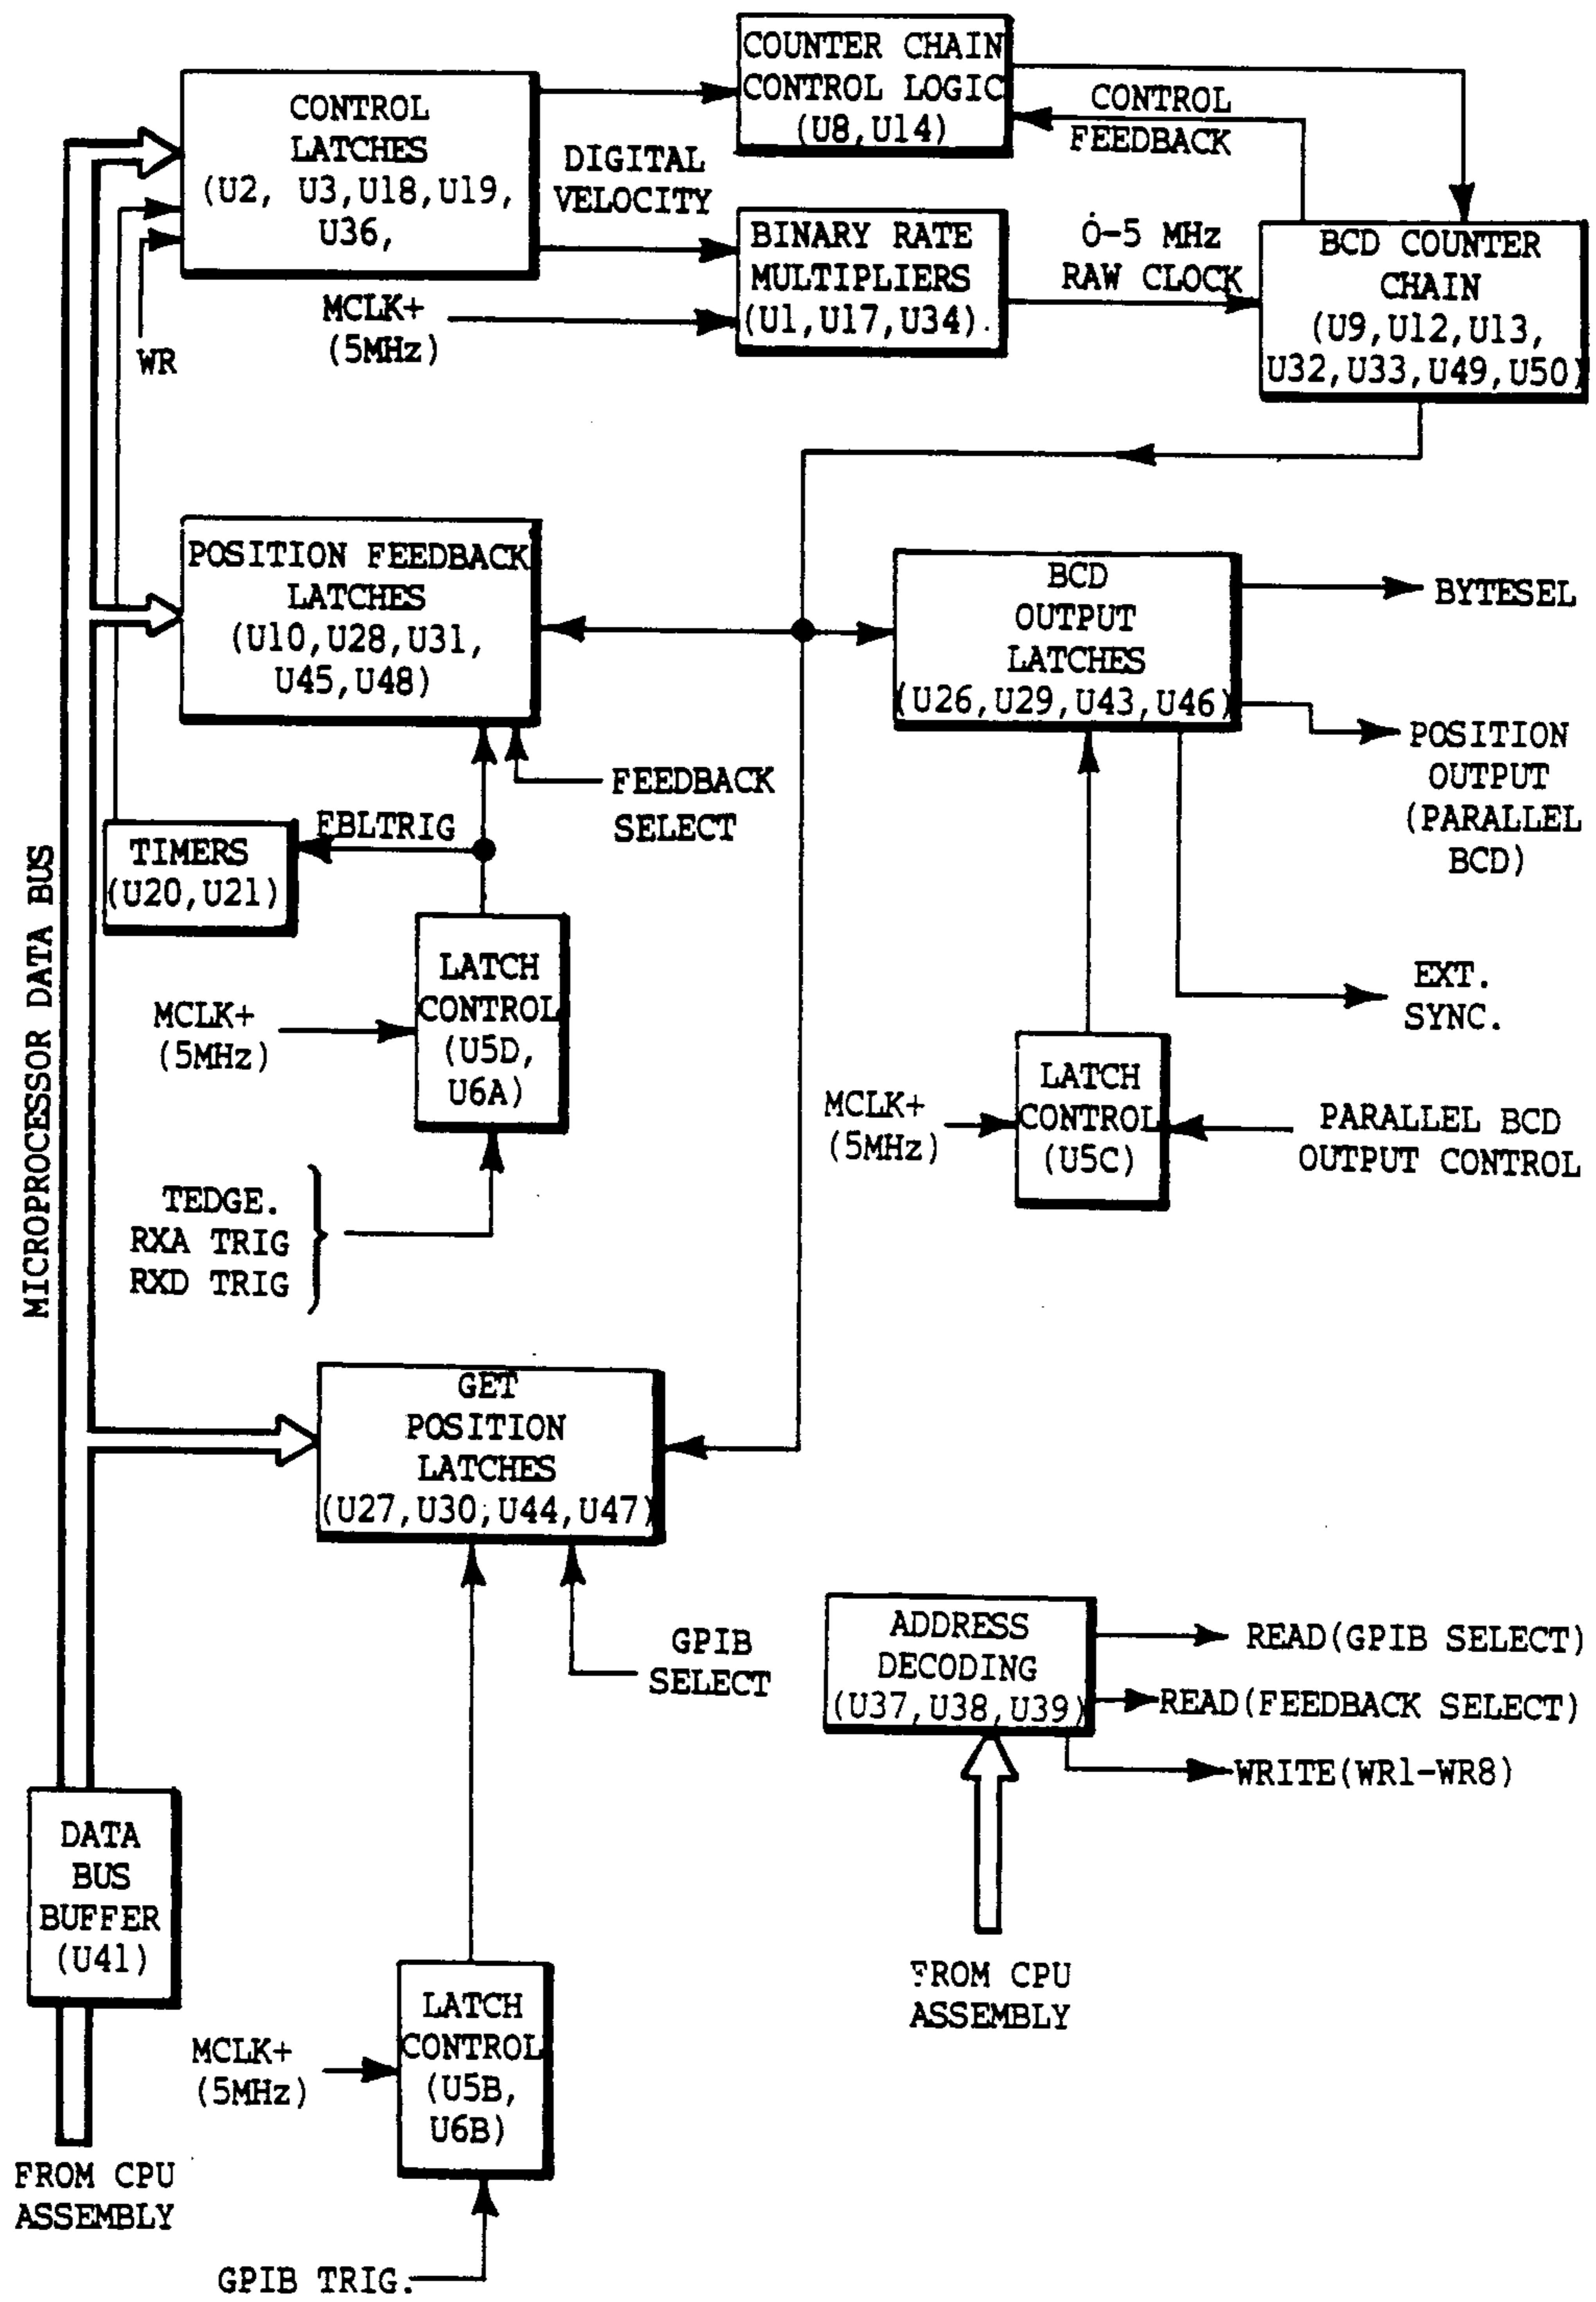 COUNTER CHAIN
CONTROL LOGIC
(U8,U14)
CONTROL
FEEDBACK
CONTROL
LATCHES
(U2, U3,U18,U19,
U36,
DIGITAL
VELOCITY
BINARY RATE
MULTIPLIERS
(U1,U17,U34).
0-5 MHz
RAW CLOCK
BCD COUNTER
CHAIN
(U9,U12,U13,
U32,U33,U49,U50)
MCLK+
(5MHz)
WR
POSITION FEEDBACK
LATCHES
(U10,U28,U31,
U45,U48)
BCD
OUTPUT
LATCHES
(U26,U29,U43,U46)
BYTESEL
POSITION
OUTPUT
(PARALLEL
BCD)
FEEDBACK
SELECT
FBLTRIG
TIMERS
(U20,U21)
MICROPROCESSOR DATA BUS
LATCH
CONTROL
(U5D,
U6A)
MCLK+
(5MHz)
EXT.
SYNC.
LATCH
CONTROL
(U5C)
MCLK+
(5MHz)
PARALLEL BCD
OUTPUT CONTROL
TEDGE.
RXA TRIG
RXD TRIG
GET
POSITION
LATCHES
(U27,U30,U44,U47)
GPIB
SELECT
ADDRESS
DECODING
(U37,U38,U39)
READ(GPIB SELECT)
READ(FEEDBACK SELECT)
WRITE(WR1-WR8)
DATA
BUS
BUFFER
(U41)
FROM CPU
ASSEMBLY
LATCH
CONTROL
(U5B,
U6B)
MCLK+
(5MHz)
FROM CPU
ASSEMBLY
GPIB TRIG.